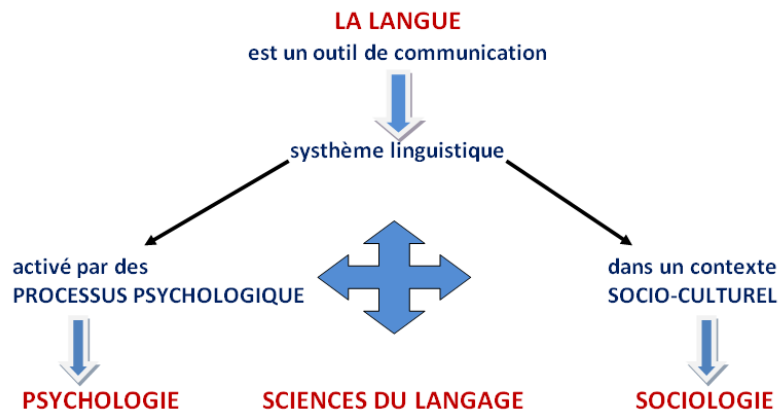 LA LANGUE
est un outil de communication
systhème linguistique
activé par des
PROCESSUS PSYCHOLOGIQUE
dans un contexte
SOCIO-CULTUREL
PSYCHOLOGIE
SCIENCES DU LANGAGE
SOCIOLOGIE